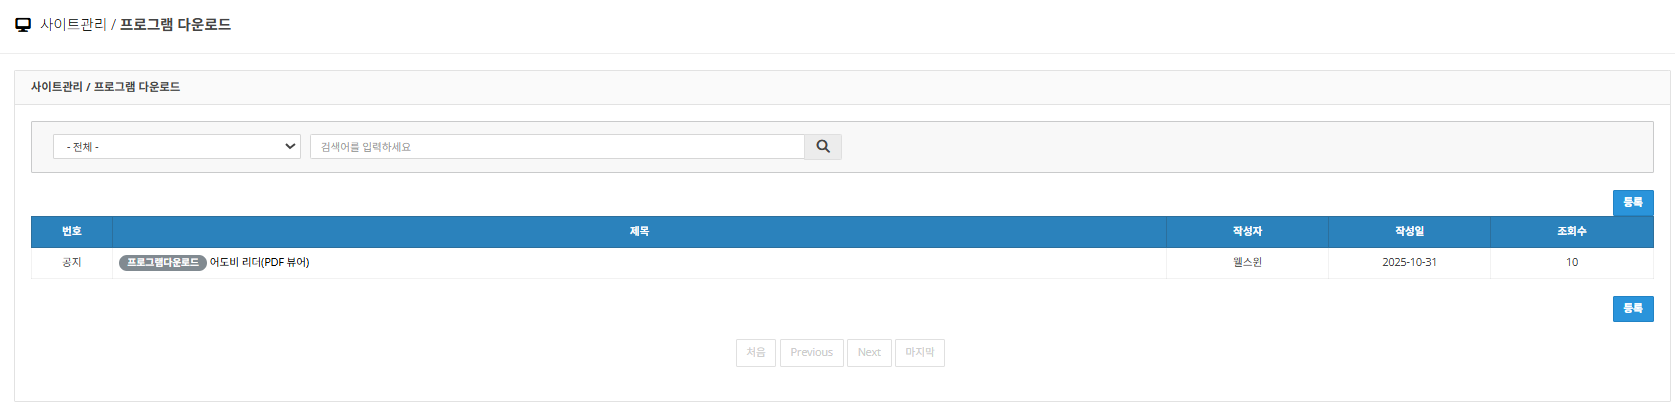 사이트관리 / 프로그램 다운로드
사이트관리 / 프로그램 다운로드
- 전체 - 검색어를 입력하세요
등록
번호 제목 작성자 작성일 조회수
공지 프로그램다운로드 어도비 리더(PDF 뷰어) 웰스윈 2025-10-31 10
등록
처음 Previous Next 마지막